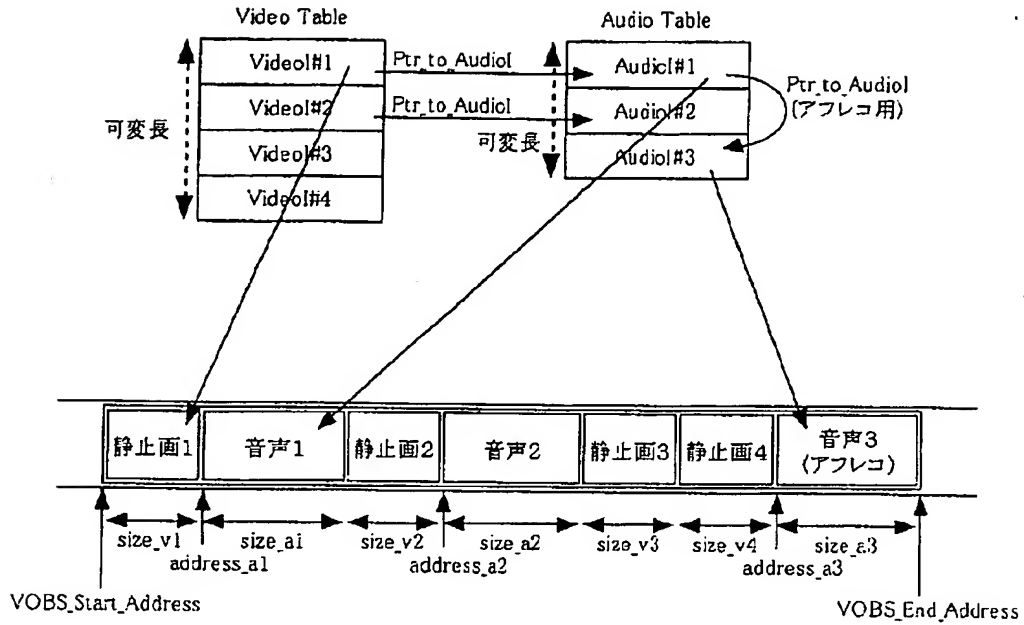 Video Table
Audio Table
VideoI#1
Ptr_to_AudioI
AudioI#1
Ptr_to_AudioI
(アフレコ用)
VideoI#2
Ptr_to_AudioI
AudioI#2
可変長
可変長
VideoI#3
AudioI#3
VideoI#4
静止画1
音声1
静止画2
音声2
静止画3
静止画4
音声3
(アフレコ)
size_v1
size_a1
size_v2
size_a2
size_v3
size_v4
size_a3
address_a1
address_a2
address_a3
VOBS_Start_Address
VOBS_End_Address